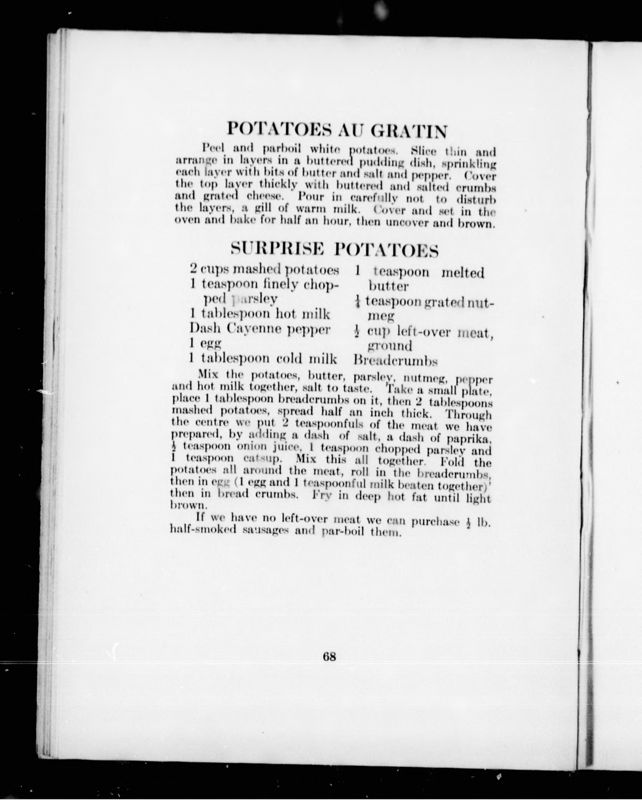 POTATOES AU GRATIN
Peel and parboil white potatoes. Slice thin and
arrange in layers in a buttered pudding dish, sprinkling
each layer with bits of butter and salt and pepper. Cover
the top layer thickly with buttered and salted crumbs
and grated cheese. Pour in carefully not to disturb
the layers, a gill of warm milk. Cover and set in the
oven and bake for half an hour, then uncover and brown.
SURPRISE POTATOES
2 cups mashed potatoes
1 teaspoon finely chop-
ped parsley
1 tablespoon hot milk
Dash Cayenne pepper
1 egg
1 tablespoon cold milk
1 teaspoon melted
butter
¼ teaspoon grated nut-
meg
½ cup left-over meat,
ground
Breadcrumbs
Mix the potatoes, butter, parsley, nutmeg, pepper
and hot milk together, salt to taste. Take a small plate,
place 1 tablespoon breadcrumbs on it, then 2 tablespoons
mashed potatoes, spread half an inch thick. Through
the centre we put 2 teaspoonfuls of the meat we have
prepared, by adding a dash of salt, a dash of paprika,
½ teaspoon onion juice, 1 teaspoon chopped parsley and
1 teaspoon catsup. Mix this all together. Fold the
potatoes all around the meat, roll in the breadcrumbs,
then in egg (1 egg and 1 teaspoonful milk beaten together)'
then in bread crumbs. Fry in deep hot fat until light
brown.
If we have no left-over meat we can purchase ½ lb.
half-smoked sausages and par-boil them.
68